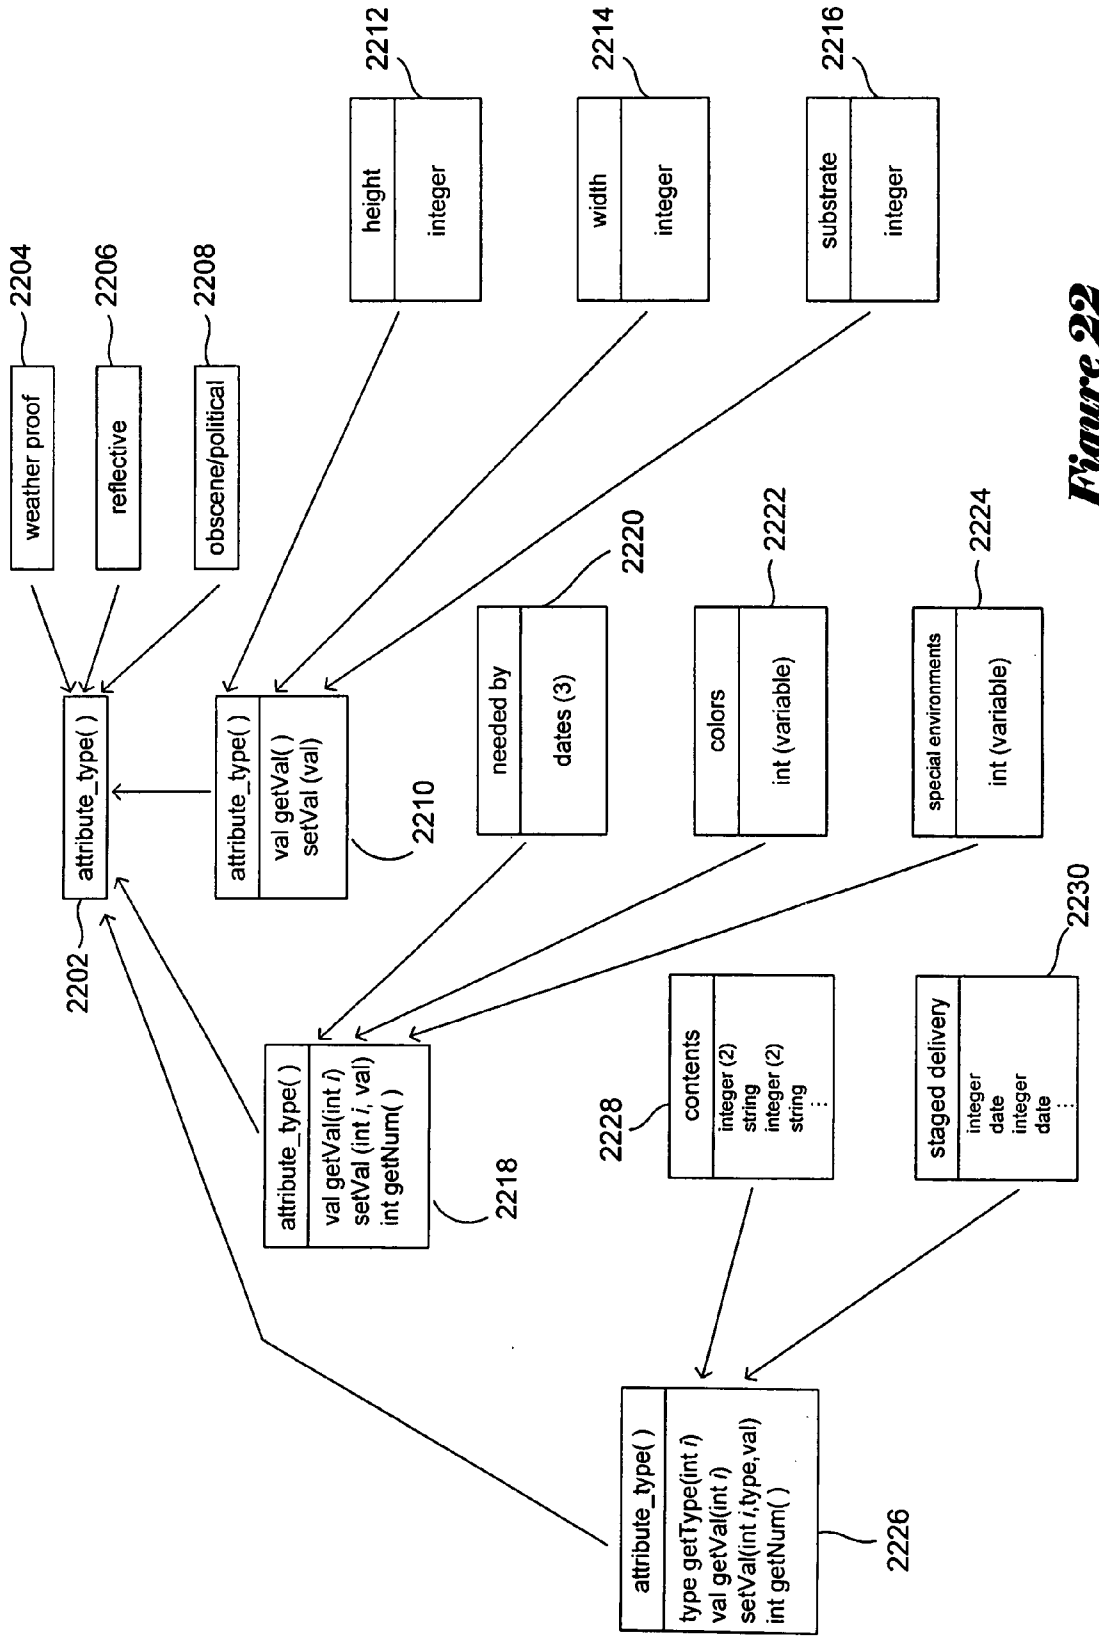 2202
attribute_type( )
2204
weather proof
2206
reflective
2208
obscene/political
attribute_type( )
val getVal( )
setVal (val)
2210
height
integer
2212
width
integer
2214
substrate
integer
2216
attribute_type( )
val getVal(int i)
setVal (int i, val)
int getNum( )
2218
needed by
dates (3)
2220
colors
int (variable)
2222
special environments
int (variable)
2224
attribute_type( )
type getType(int i)
val getVal(int i)
setVal(int i,type,val)
int getNum( )
2226
2228
contents
integer (2)
string
integer (2)
string
⋮
staged delivery
integer
date
integer
date
⋮
2230
Figure 22